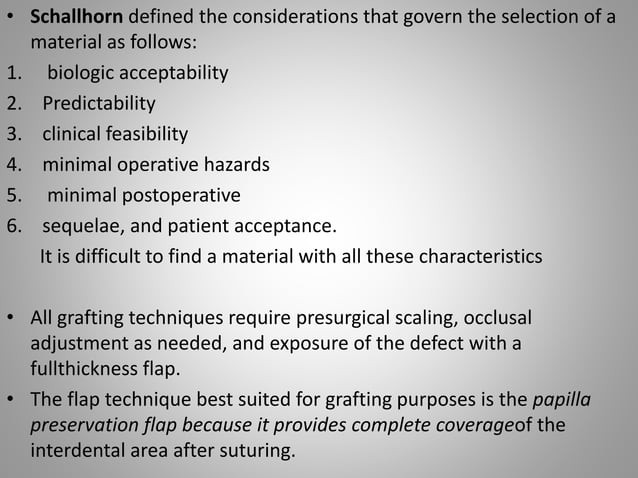 • Schallhorn defined the considerations that govern the selection of a
material as follows:
1. biologic acceptability
2. Predictability
3. clinical feasibility
4. minimal operative hazards
5. minimal postoperative
6. sequelae, and patient acceptance.
It is difficult to find a material with all these characteristics
• All grafting techniques require presurgical scaling, occlusal
adjustment as needed, and exposure of the defect with a
fullthickness flap.
• The flap technique best suited for grafting purposes is the papilla
preservation flap because it provides complete coverageof the
interdental area after suturing.